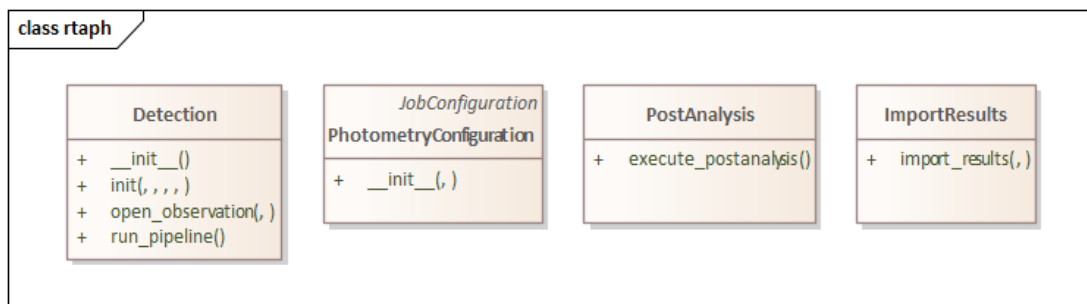 class rtaph
Detection
+ __init__()
+ init(, , , , )
+ open_observation(, )
+ run_pipeline()
JobConfiguration
PhotometryConfiguration
+ __init__(, )
PostAnalysis
+ execute_postanalysis()
ImportResults
+ import_results(, )